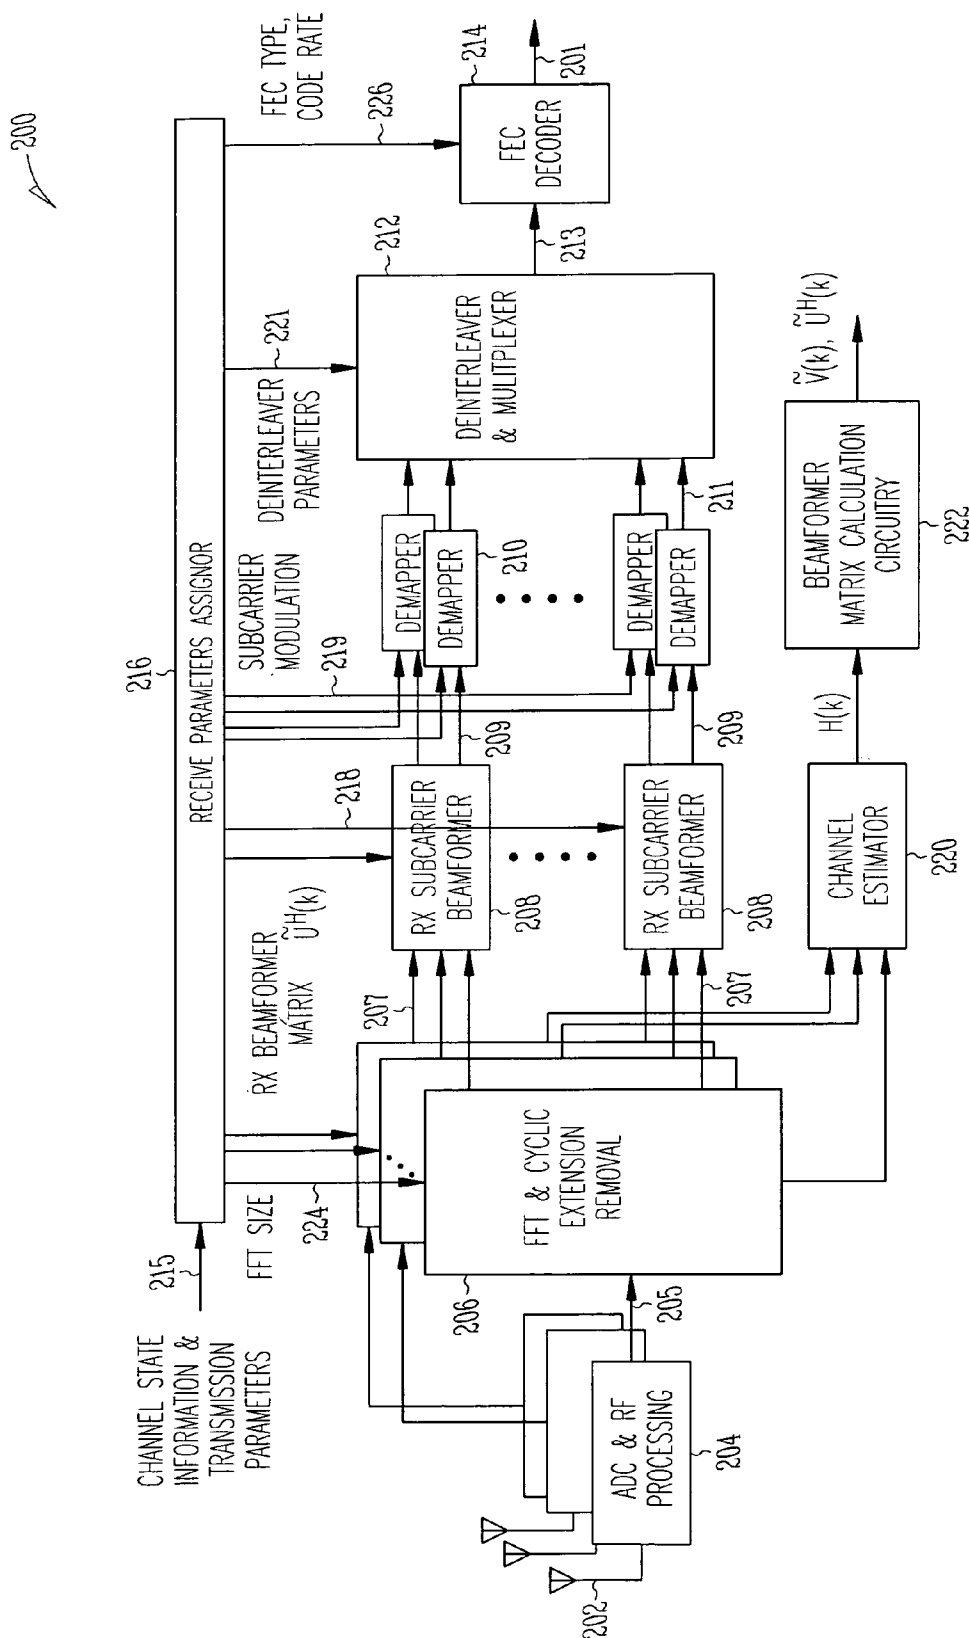 200
216
RECEIVE PARAMETERS ASSIGNOR
215
CHANNEL STATE
INFORMATION &
TRANSMISSION
PARAMETERS
FFT SIZE
224
RX BEAMFORMER
MÁTRIX
ŨH(k)
218
SUBCARRIER
MODULATION
219
DEINTERLEAVER
PARAMETERS
221
FEC TYPE,
CODE RATE
226
202
ADC & RF
PROCESSING
204
205
206
FFT & CYCLIC
EXTENSION
REMOVAL
207
207
RX SUBCARRIER
BEAMFORMER
208
RX SUBCARRIER
BEAMFORMER
208
209
209
DEMAPPER
DEMAPPER
210
DEMAPPER
DEMAPPER
211
DEINTERLEAVER
& MULITPLEXER
212
213
FEC
DECODER
214
201
CHANNEL
ESTIMATOR
220
H(k)
BEAMFORMER
MATRIX CALCULATION
CIRCUITRY
222
Ṽ(k), ŨH(k)